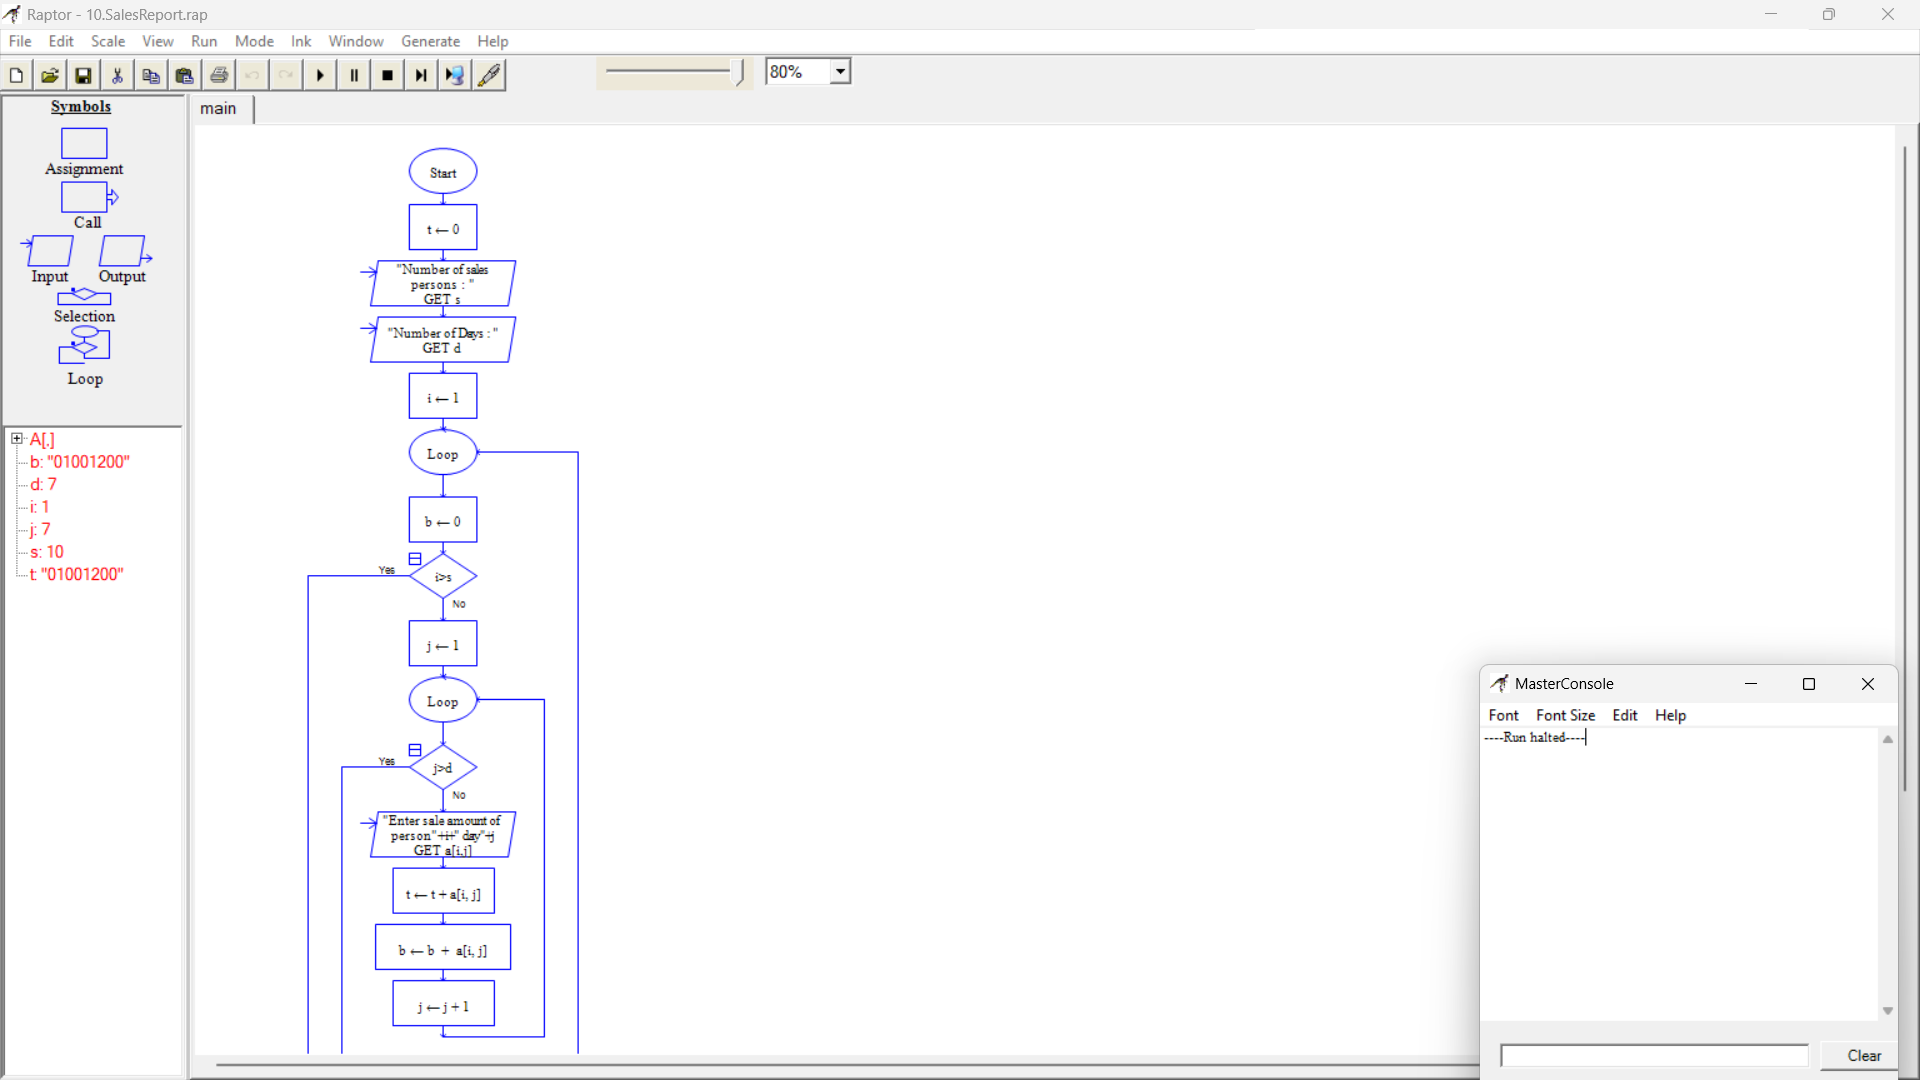 Raptor - 10.SalesReport.rap
File Edit Scale View Run Mode Ink Window Generate Help
80%
Symbols
Assignment
Call
Input Output
Selection
Loop
A[,]
b: "01001200"
d: 7
i: 1
j: 7
s: 10
t: "01001200"
main
Start
t ← 0
"Number of sales
persons : "
GET s
"Number of Days : "
GET d
i ← 1
Loop
b ← 0
Yes
i>s
No
j ← 1
Loop
Yes
j>d
No
"Enter sale amount of
person"+i+" day"+j
GET a[i,j]
t ← t + a[i, j]
b ← b + a[i, j]
j ← j + 1
MasterConsole
Font Font Size Edit Help
----Run halted----
Clear